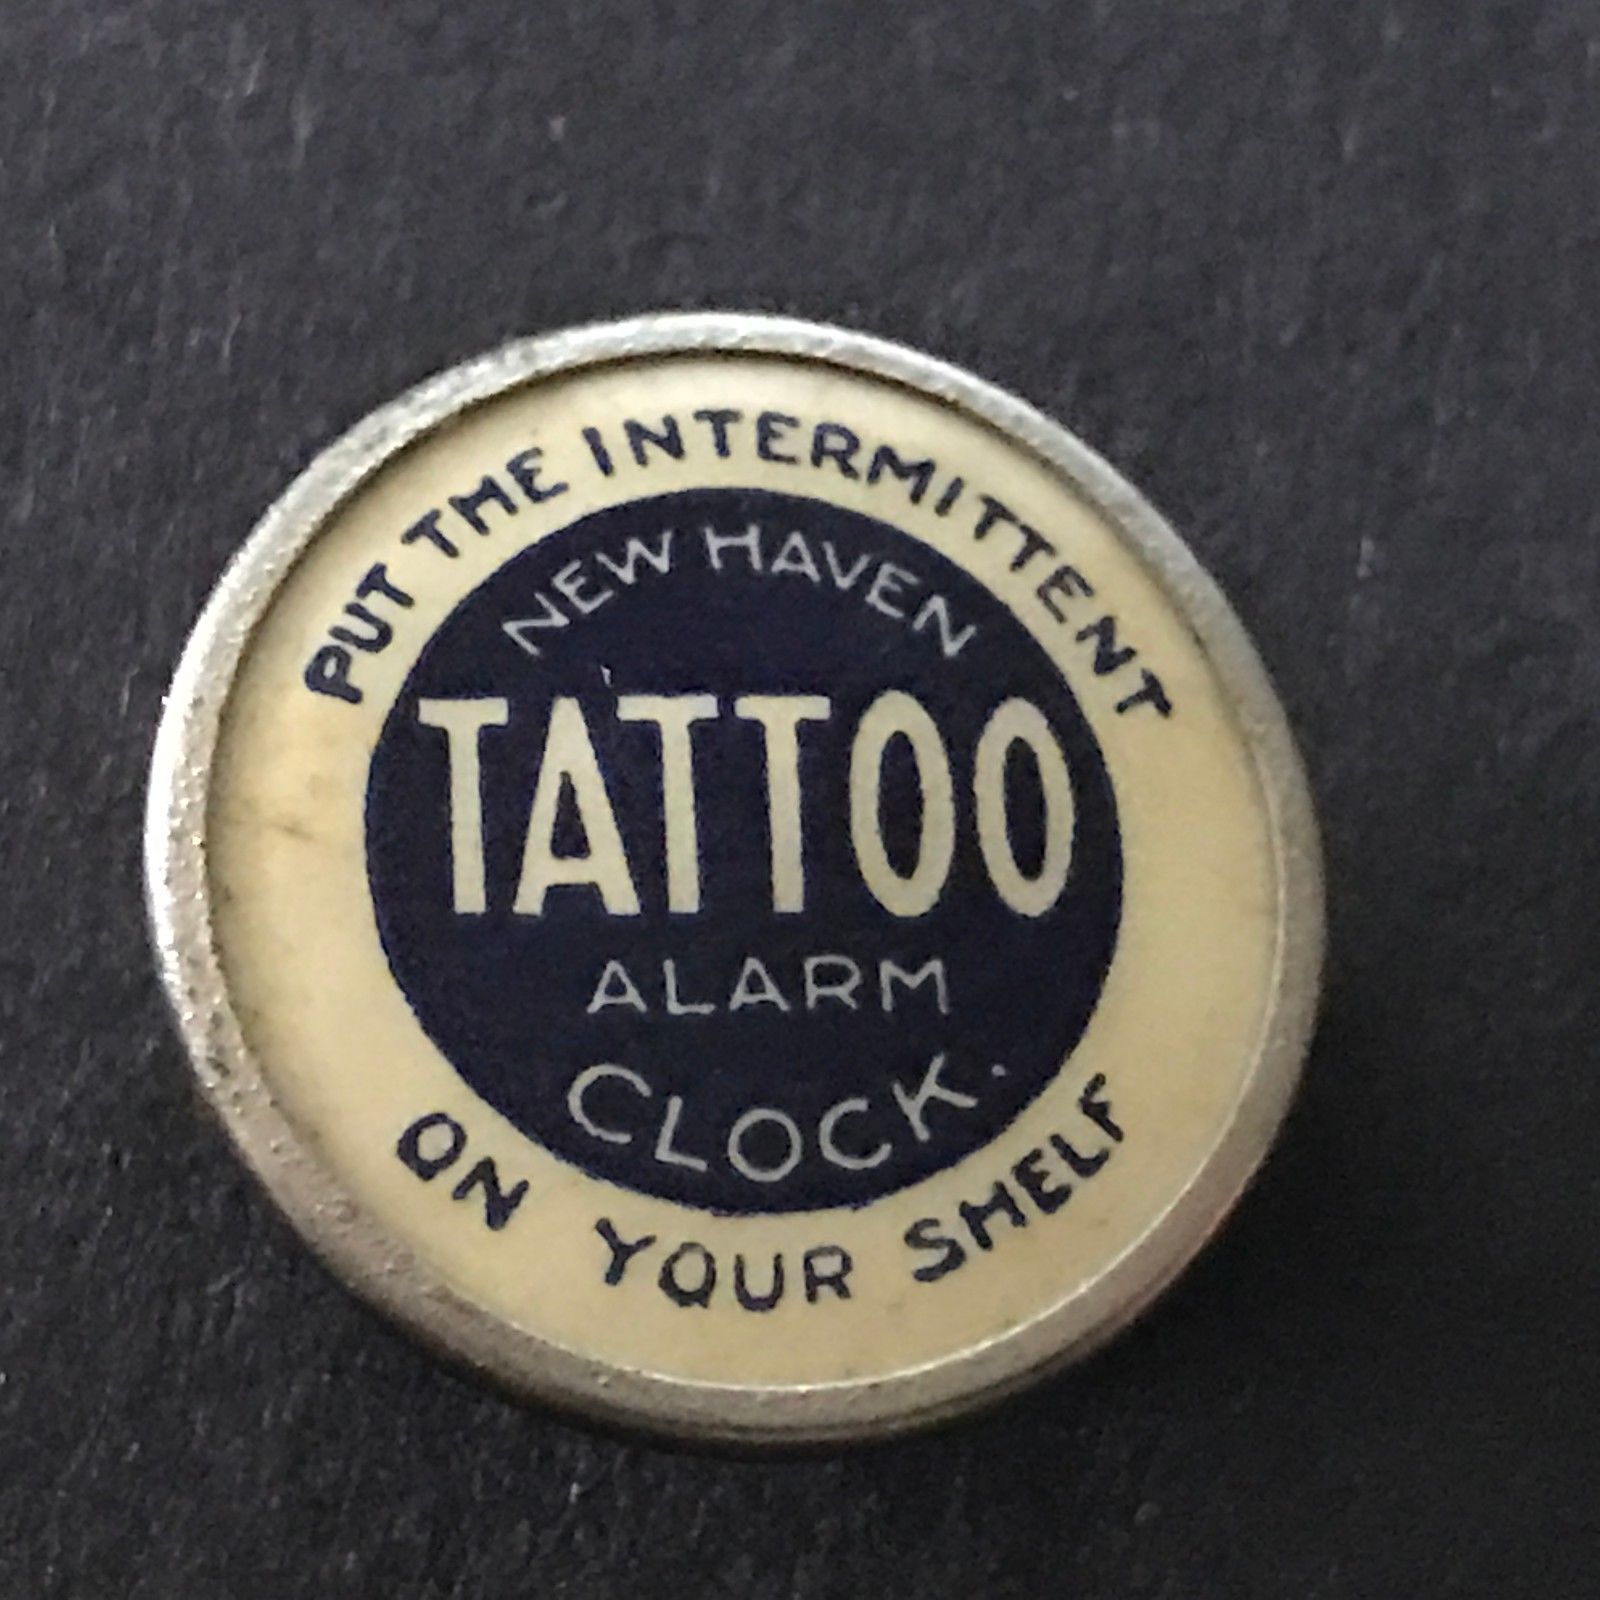 PUT THE INTERMITTENT
NEW HAVEN
TATTOO
ALARM
CLOCK.
ON YOUR SHELF